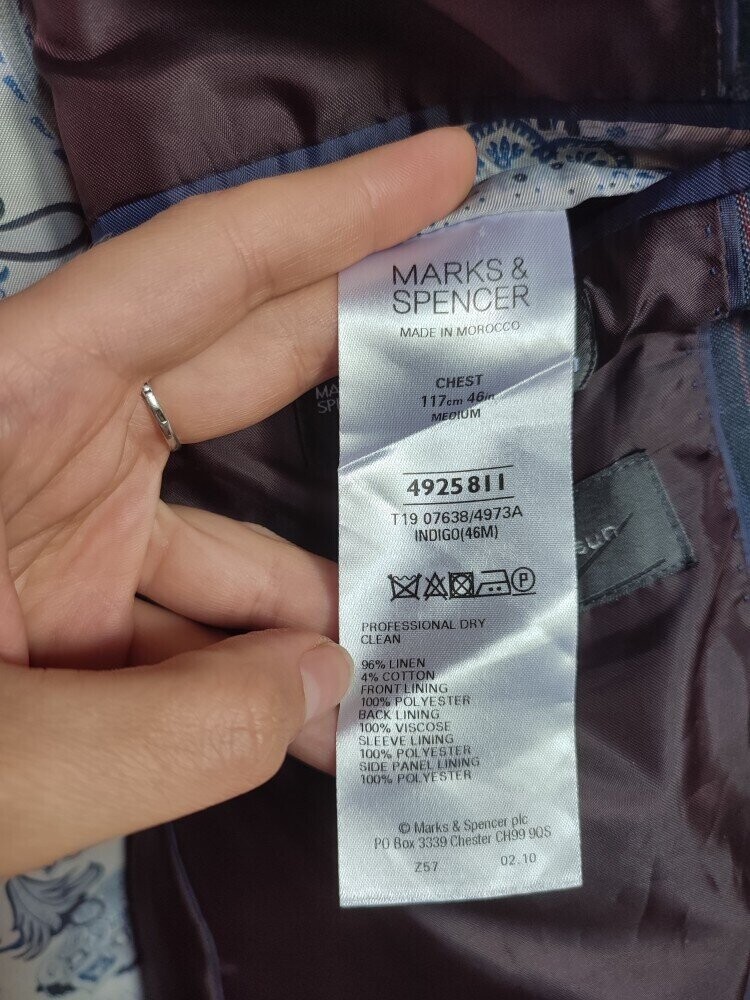 MARKS &
SPENCER
MADE IN MOROCCO
CHEST
117cm 46in
MEDIUM
4925811
T19 07638/4973A
INDIGO(46M)
P
PROFESSIONAL DRY
CLEAN
96% LINEN
4% COTTON
FRONT LINING
100% POLYESTER
BACK LINING
100% VISCOSE
SLEEVE LINING
100% POLYESTER
SIDE PANEL LINING
100% POLYESTER
© Marks & Spencer plc
PO Box 3339 Chester CH99 9QS
Z57 02.10
MA
SP